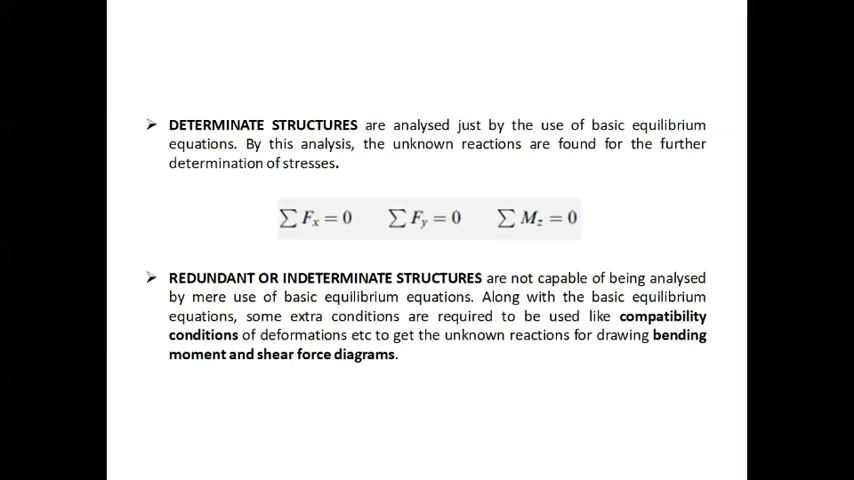 ➢ DETERMINATE STRUCTURES are analysed just by the use of basic equilibrium
equations. By this analysis, the unknown reactions are found for the further
determination of stresses.
∑ Fx = 0 ∑ Fy = 0 ∑ Mz = 0
➢ REDUNDANT OR INDETERMINATE STRUCTURES are not capable of being analysed
by mere use of basic equilibrium equations. Along with the basic equilibrium
equations, some extra conditions are required to be used like compatibility
conditions of deformations etc to get the unknown reactions for drawing bending
moment and shear force diagrams.